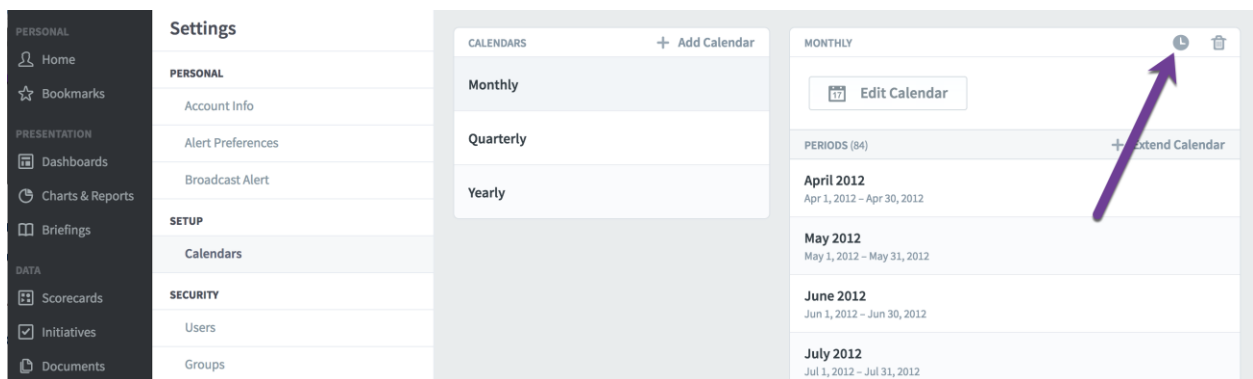 PERSONAL
Home
Bookmarks
PRESENTATION
Dashboards
Charts & Reports
Briefings
DATA
Scorecards
Initiatives
Documents
Settings
PERSONAL
Account Info
Alert Preferences
Broadcast Alert
SETUP
Calendars
SECURITY
Users
Groups
CALENDARS + Add Calendar
Monthly
Quarterly
Yearly
MONTHLY
17 Edit Calendar
PERIODS (84) + Extend Calendar
April 2012
Apr 1, 2012 – Apr 30, 2012
May 2012
May 1, 2012 – May 31, 2012
June 2012
Jun 1, 2012 – Jun 30, 2012
July 2012
Jul 1, 2012 – Jul 31, 2012